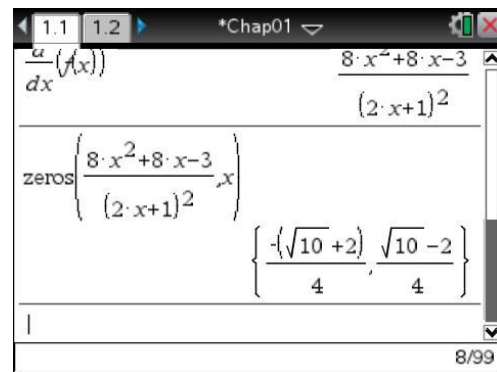 1.1 1.2 *Chap01
d/dx(f(x)) (8·x²+8·x-3)/(2·x+1)²
zeros((8·x²+8·x-3)/(2·x+1)²,x)
{-(√10+2)/4, (√10-2)/4}
8/99